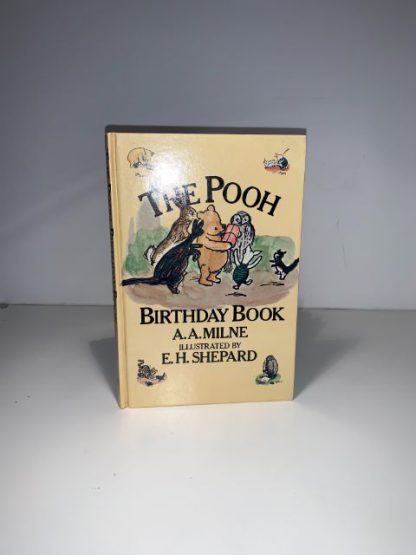 THE POOH
BIRTHDAY BOOK
A.A.MILNE
ILLUSTRATED BY
E.H. SHEPARD